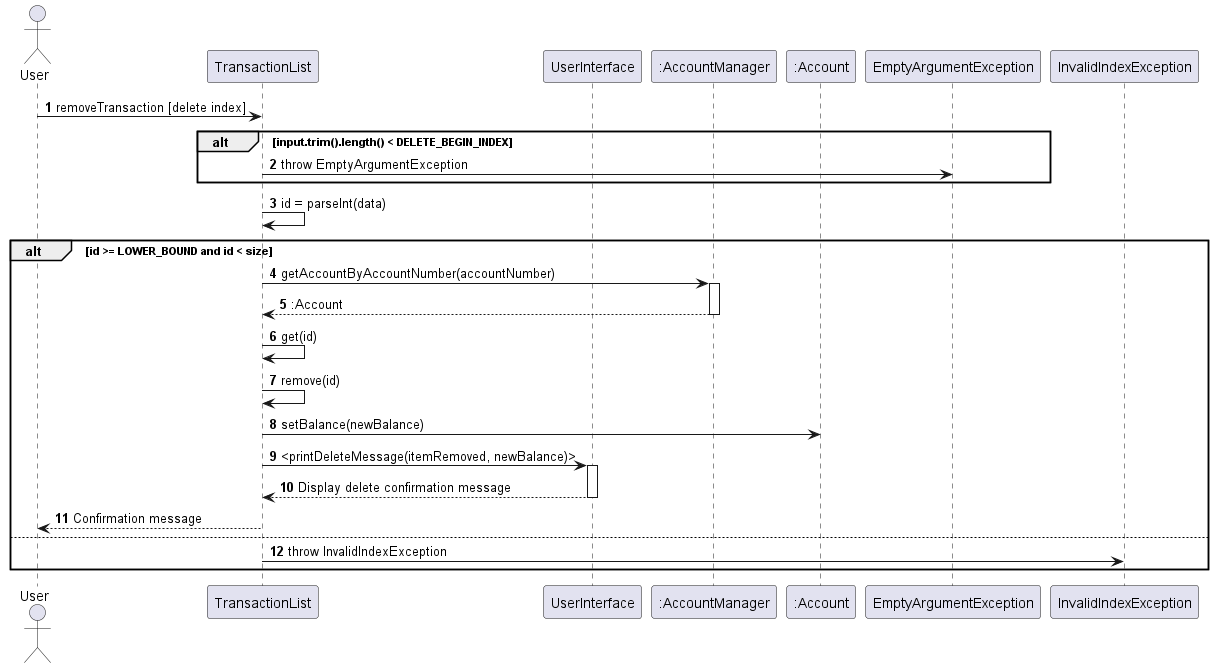 User
TransactionList
UserInterface
:AccountManager
:Account
EmptyArgumentException
InvalidIndexException
1 removeTransaction [delete index]
alt [input.trim().length() < DELETE_BEGIN_INDEX]
2 throw EmptyArgumentException
3 id = parseInt(data)
alt [id >= LOWER_BOUND and id < size]
4 getAccountByAccountNumber(accountNumber)
5 :Account
6 get(id)
7 remove(id)
8 setBalance(newBalance)
9 <printDeleteMessage(itemRemoved, newBalance)>
10 Display delete confirmation message
11 Confirmation message
12 throw InvalidIndexException
User
TransactionList
UserInterface
:AccountManager
:Account
EmptyArgumentException
InvalidIndexException